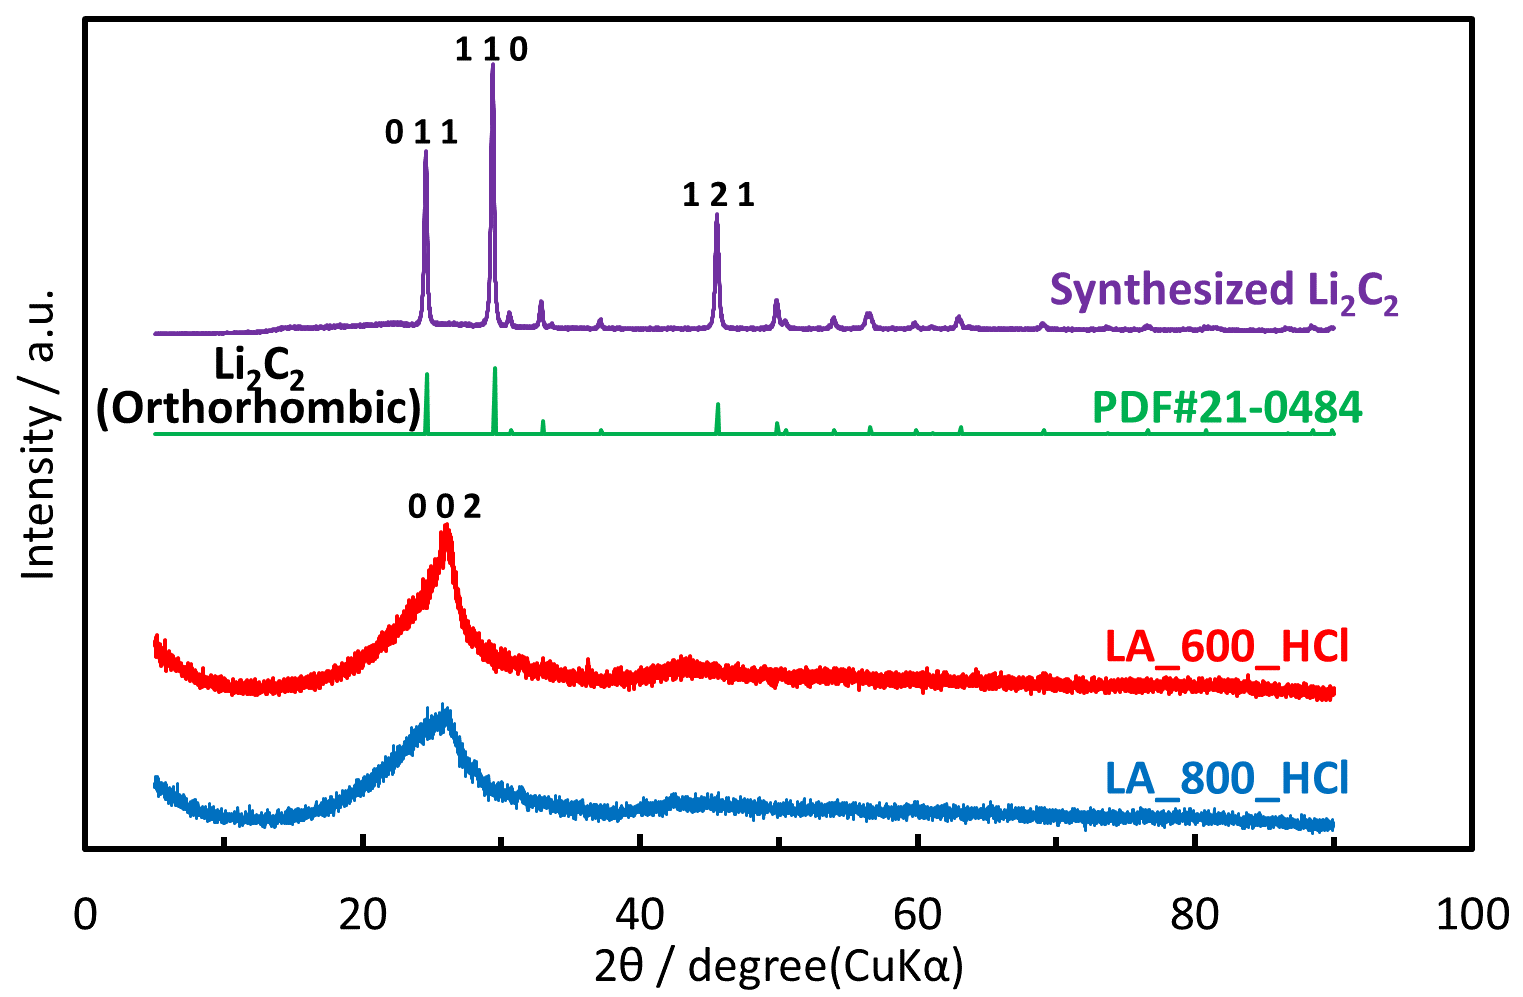 1 1 0
0 1 1
1 2 1
Synthesized Li₂C₂
Li₂C₂
(Orthorhombic)
PDF#21-0484
0 0 2
LA_600_HCl
LA_800_HCl
Intensity / a.u.
0 20 40 60 80 100
2θ / degree(CuKα)